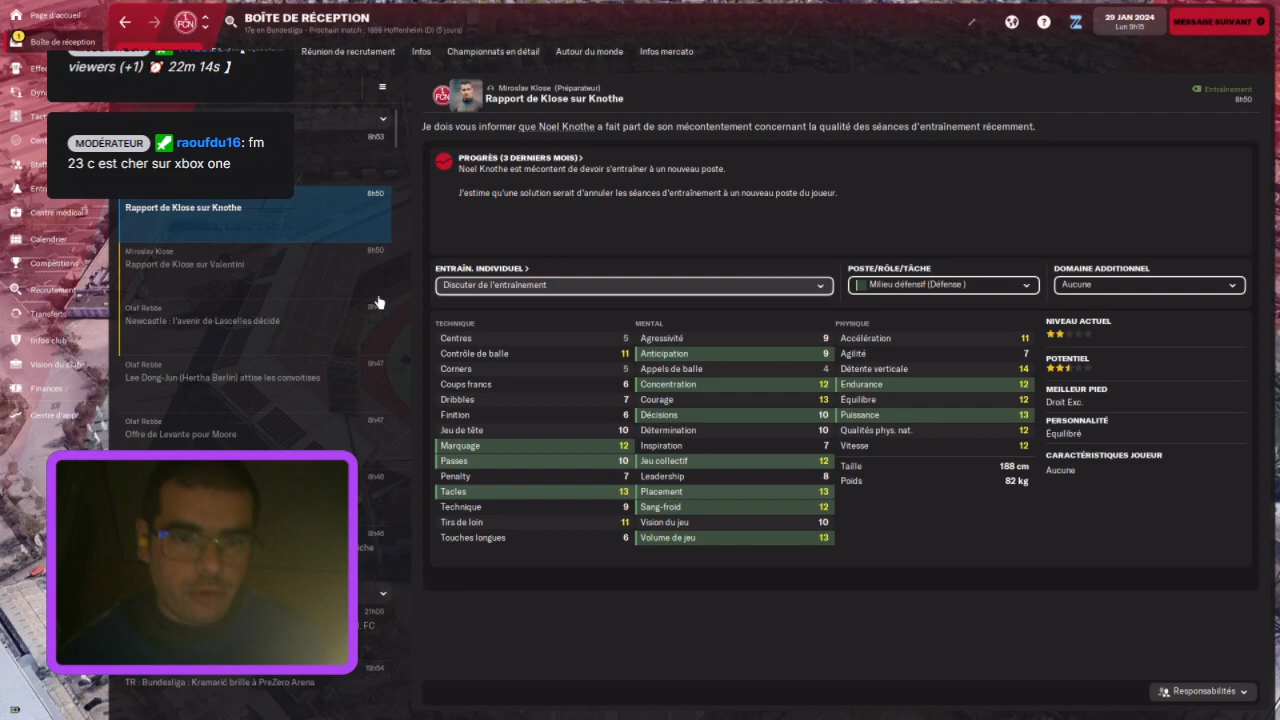 Page d'accueil
BOÎTE DE RÉCEPTION
17e en Bundesliga - Prochain match : 1899 Hoffenheim (D) (5 jours)
29 JAN 2024
Lun 9h15
MESSAGE SUIVANT
1
Boîte de réception
Réunion de recrutement
Infos
Championnats en détail
Autour du monde
Infos mercato
viewers (+1) ⏰ 22m 14s 】
MODÉRATEUR raoufdu16: fm
23 c est cher sur xbox one
Centre médical
Calendrier
Compétitions
Recrutement
Transferts
Infos club
Vision du club
Finances
Centre d'appr.
8h53
8h50
Rapport de Klose sur Knothe
Miroslav Klose
8h50
Rapport de Klose sur Valentini
Olaf Rebbe
Newcastle : l'avenir de Lascelles décidé
Olaf Rebbe
8h47
Lee Dong-Jun (Hertha Berlin) attise les convoitises
Olaf Rebbe
8h47
Offre de Levante pour Moore
8h46
8h46
21h05
FC
19h54
TR : Bundesliga : Kramarić brille à PreZero Arena
Miroslav Klose (Préparateur)
Rapport de Klose sur Knothe
Entraînement
8h50
Je dois vous informer que Noel Knothe a fait part de son mécontentement concernant la qualité des séances d'entraînement récemment.
PROGRÈS (3 DERNIERS MOIS) >
Noel Knothe est mécontent de devoir s'entraîner à un nouveau poste.
J'estime qu'une solution serait d'annuler les séances d'entraînement à un nouveau poste du joueur.
ENTRAÎN. INDIVIDUEL >
Discuter de l'entraînement
POSTE/RÔLE/TÂCHE
Milieu défensif (Défense )
DOMAINE ADDITIONNEL
Aucune
TECHNIQUE
Centres 5
Contrôle de balle 11
Corners 5
Coups francs 6
Dribbles 7
Finition 6
Jeu de tête 10
Marquage 12
Passes 10
Penalty 7
Tacles 13
Technique 9
Tirs de loin 11
Touches longues 6
MENTAL
Agressivité 9
Anticipation 9
Appels de balle 4
Concentration 12
Courage 13
Décisions 10
Détermination 10
Inspiration 7
Jeu collectif 12
Leadership 8
Placement 13
Sang-froid 12
Vision du jeu 10
Volume de jeu 13
PHYSIQUE
Accélération 11
Agilité 7
Détente verticale 14
Endurance 12
Équilibre 12
Puissance 13
Qualités phys. nat. 12
Vitesse 12
Taille 188 cm
Poids 82 kg
NIVEAU ACTUEL
POTENTIEL
MEILLEUR PIED
Droit Exc.
PERSONNALITÉ
Équilibré
CARACTÉRISTIQUES JOUEUR
Aucune
Responsabilités